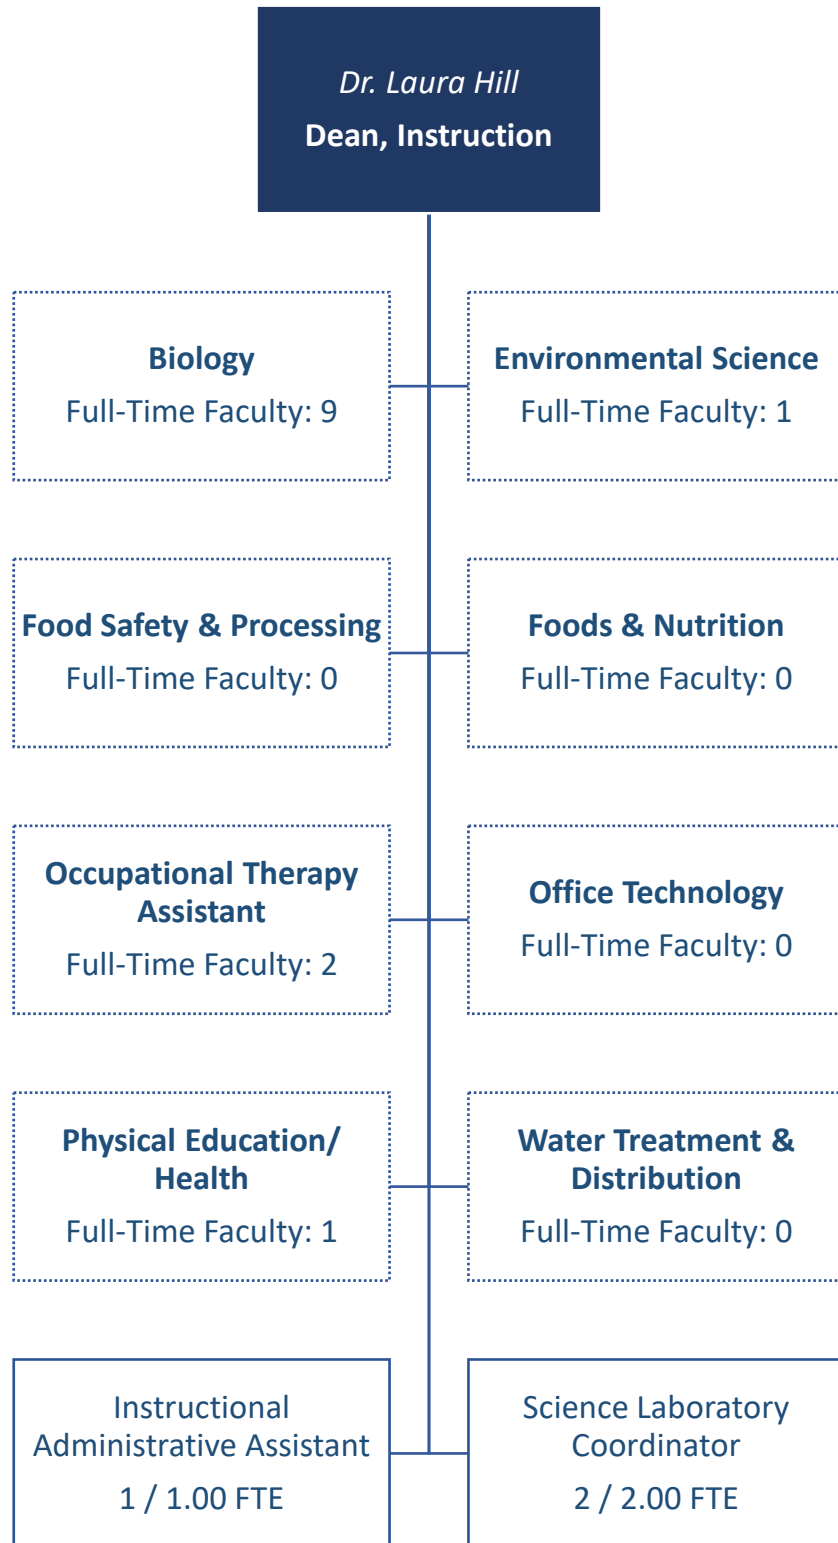 Dr. Laura Hill
Dean, Instruction
Biology
Full-Time Faculty: 9
Environmental Science
Full-Time Faculty: 1
Food Safety & Processing
Full-Time Faculty: 0
Foods & Nutrition
Full-Time Faculty: 0
Occupational Therapy
Assistant
Full-Time Faculty: 2
Office Technology
Full-Time Faculty: 0
Physical Education/
Health
Full-Time Faculty: 1
Water Treatment &
Distribution
Full-Time Faculty: 0
Instructional
Administrative Assistant
1 / 1.00 FTE
Science Laboratory
Coordinator
2 / 2.00 FTE